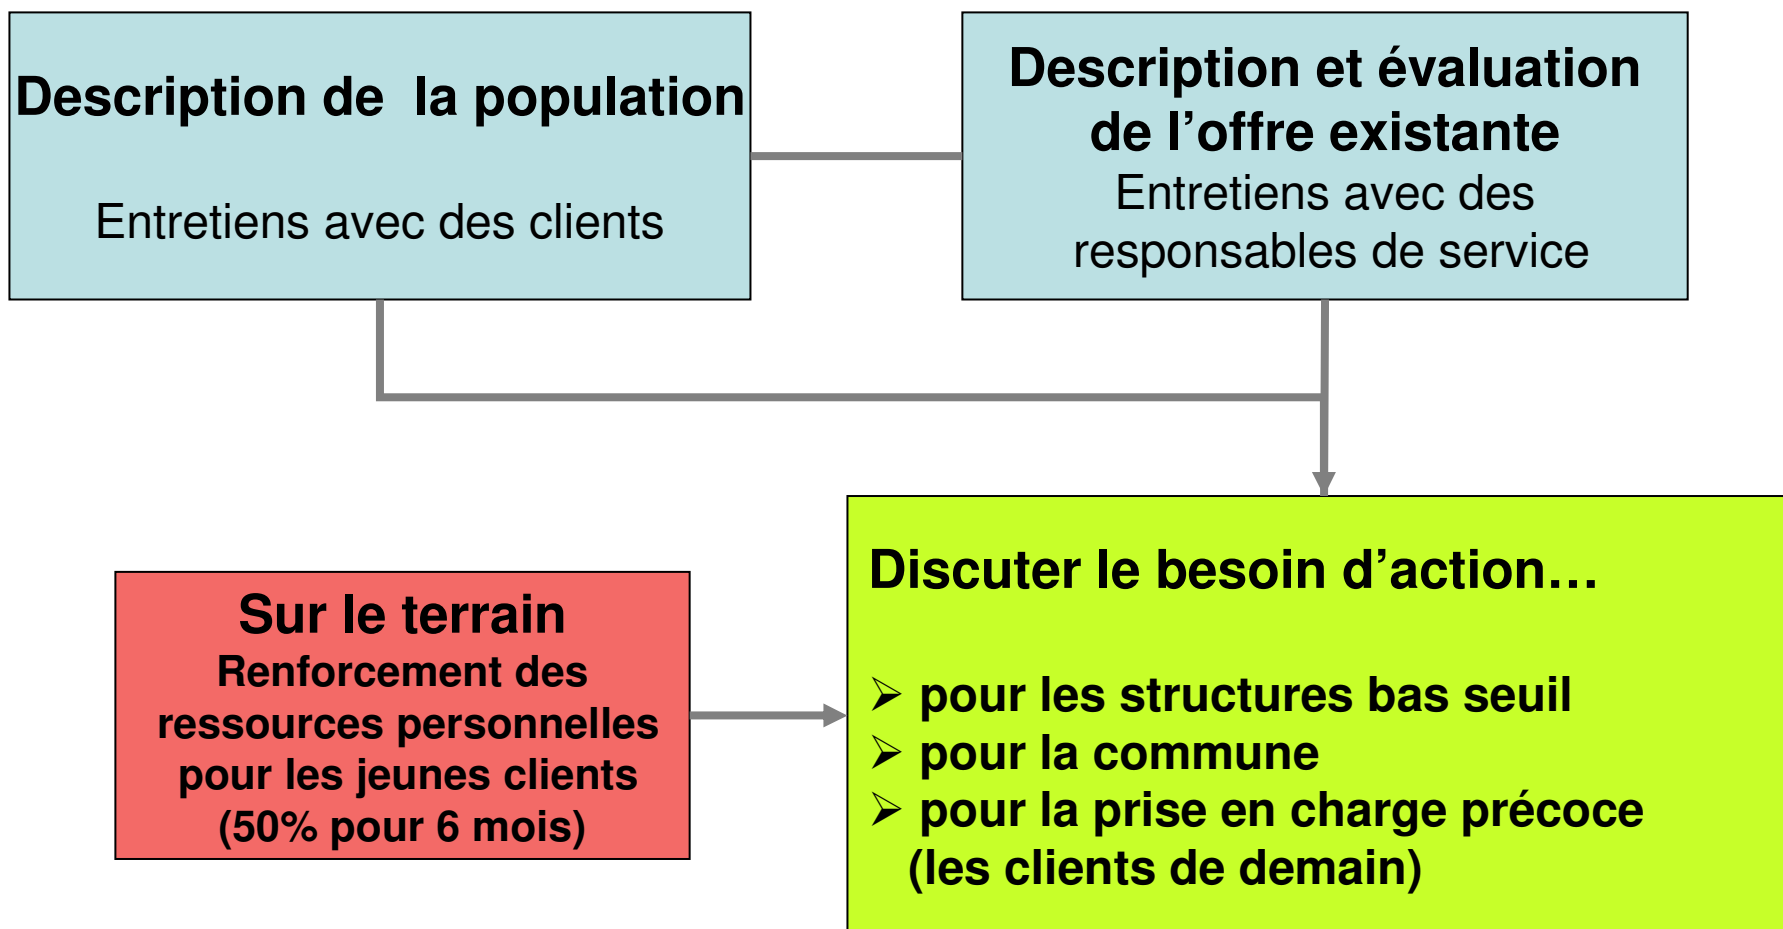 Description de la population
Entretiens avec des clients
Description et évaluation
de l’offre existante
Entretiens avec des
responsables de service
Sur le terrain
Renforcement des
ressources personnelles
pour les jeunes clients
(50% pour 6 mois)
Discuter le besoin d’action…
➢ pour les structures bas seuil
➢ pour la commune
➢ pour la prise en charge précoce
(les clients de demain)